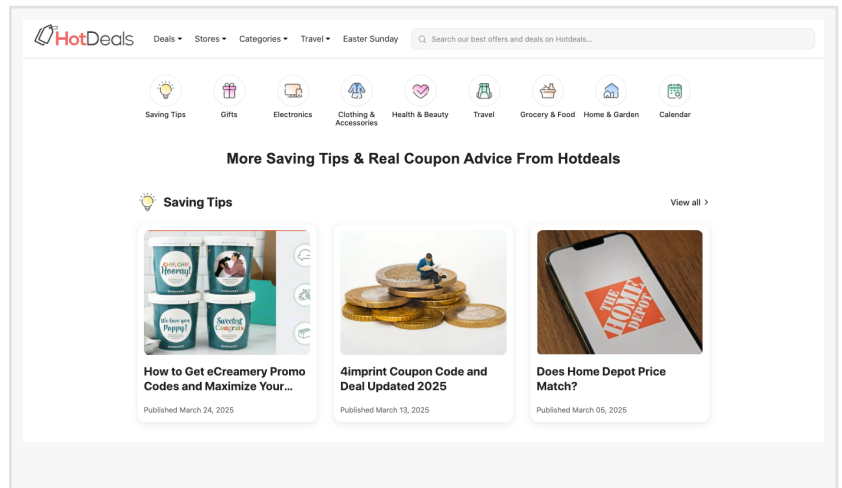 HotDeals
Deals
Stores
Categories
Travel
Easter Sunday
Search our best offers and deals on Hotdeals...
Saving Tips
Gifts
Electronics
Clothing &
Accessories
Health & Beauty
Travel
Grocery & Food
Home & Garden
Calendar
More Saving Tips & Real Coupon Advice From Hotdeals
Saving Tips
View all >
CHIP, CHIP,
Hooray!
We love you
Poppy!
Sweetest
Congrats
THE
HOME
DEPOT
How to Get eCreamery Promo
Codes and Maximize Your...
Published March 24, 2025
4imprint Coupon Code and
Deal Updated 2025
Published March 13, 2025
Does Home Depot Price
Match?
Published March 05, 2025